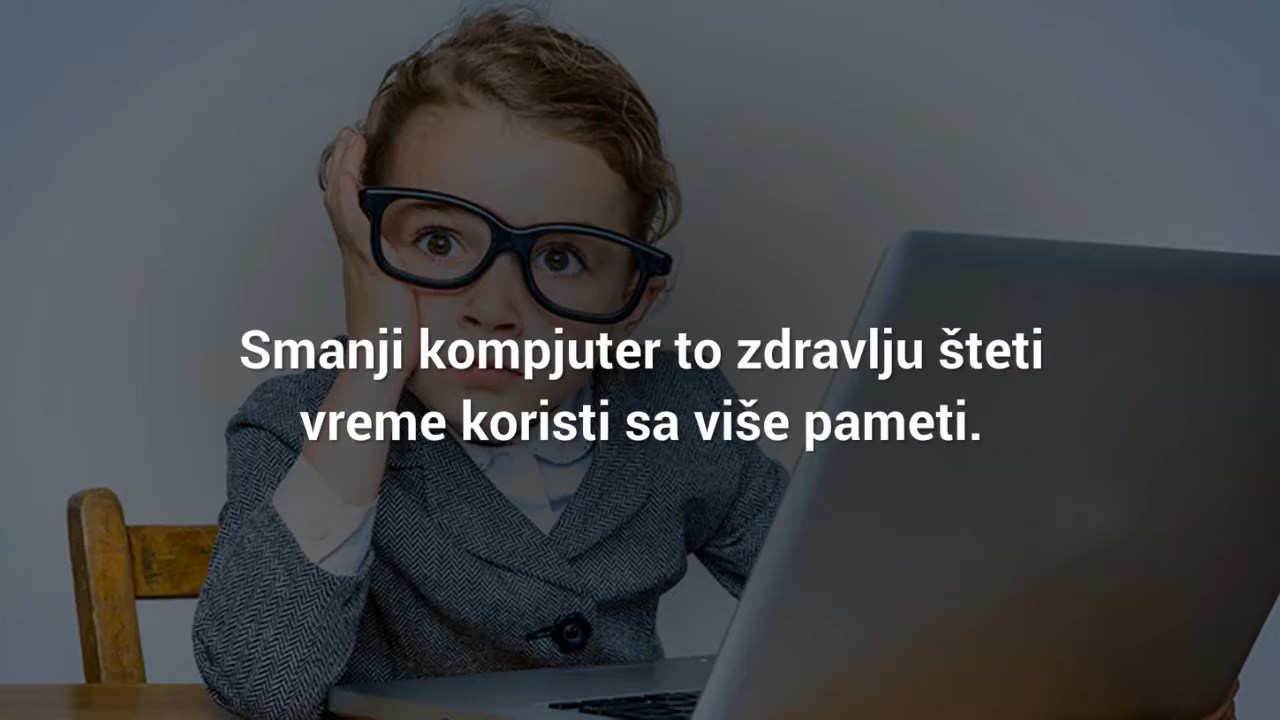 Smanji kompjuter to zdravlju šteti
vreme koristi sa više pameti.